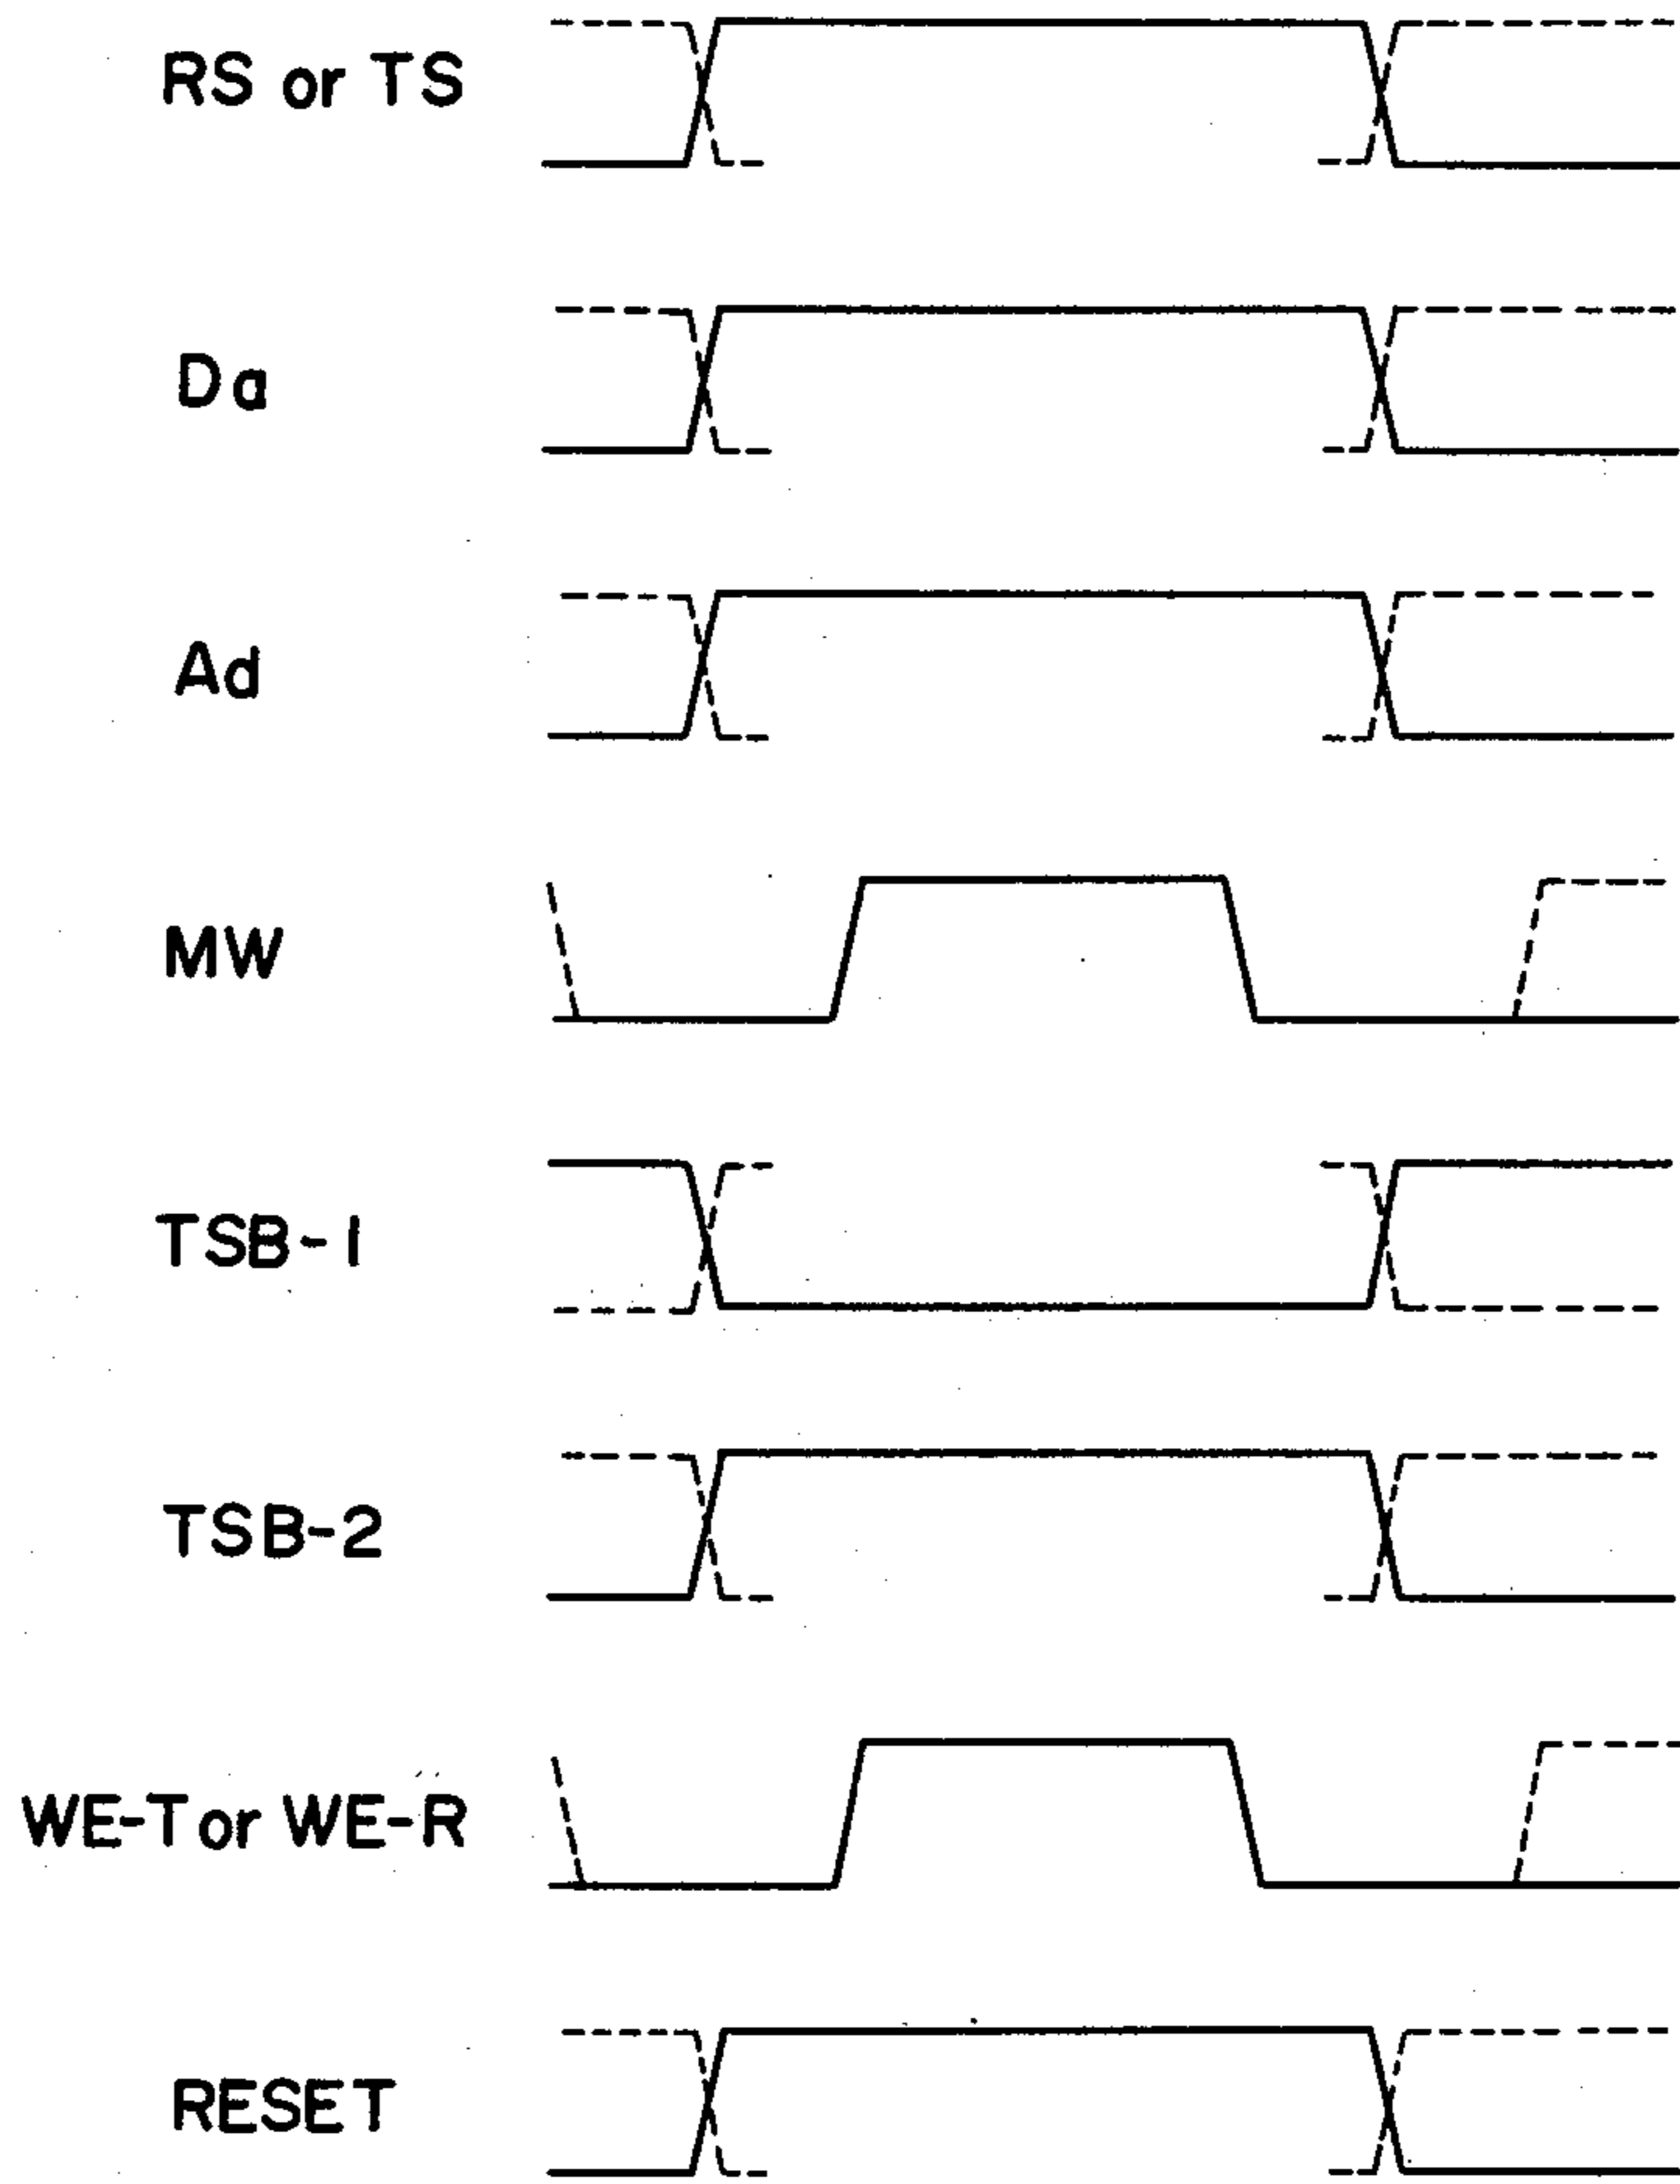 RS or TS
Da
Ad
MW
TSB-1
TSB-2
WE-T or WE-R
RESET